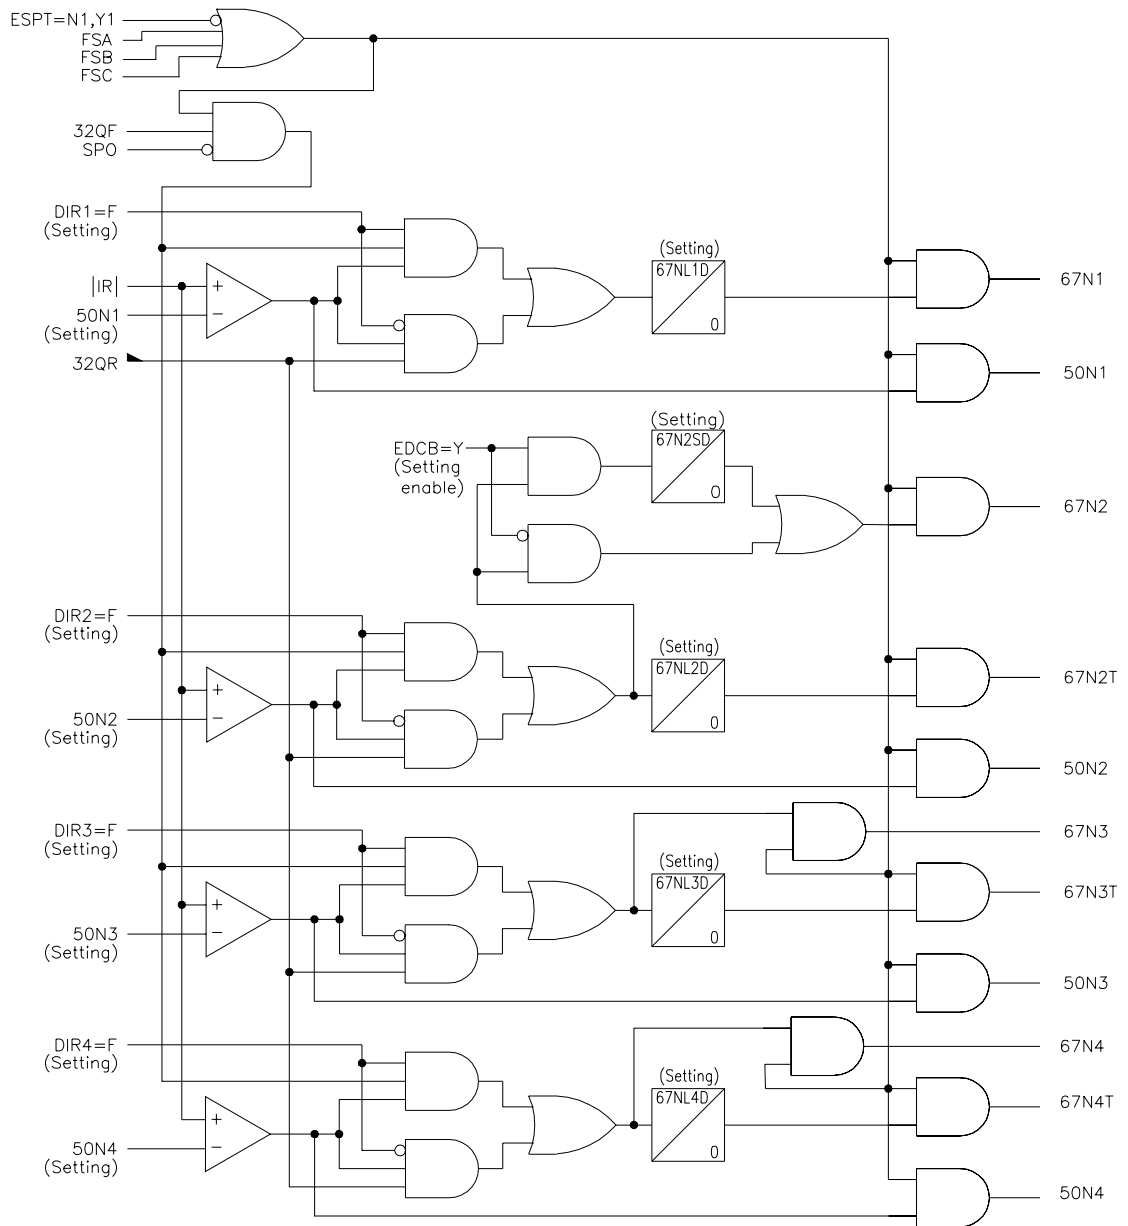 ESPT=N1,Y1
FSA
FSB
FSC
32QF
SPO
DIR1=F
(Setting)
|IR|
+
50N1
−
(Setting)
32QR
(Setting)
67NL1D
0
67N1
50N1
EDCB=Y
(Setting
enable)
(Setting)
67N2SD
0
67N2
DIR2=F
(Setting)
+
50N2
−
(Setting)
(Setting)
67NL2D
0
67N2T
50N2
DIR3=F
(Setting)
+
50N3
−
(Setting)
(Setting)
67NL3D
0
67N3
67N3T
50N3
DIR4=F
(Setting)
+
50N4
−
(Setting)
(Setting)
67NL4D
0
67N4
67N4T
50N4